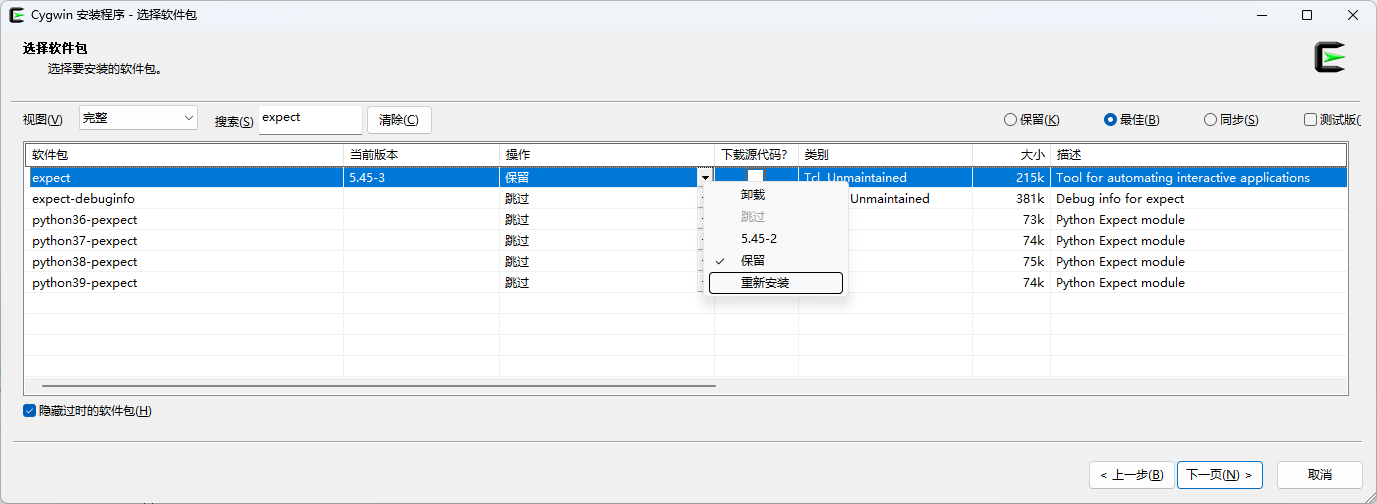 Cygwin 安装程序 - 选择软件包
选择软件包
选择要安装的软件包。
视图(V) 完整 搜索(S) expect 清除(C) 保留(K) 最佳(B) 同步(S) 测试版(
软件包 当前版本 操作 下载源代码? 类别 大小 描述
expect 5.45-3 保留 Tcl, Unmaintained 215k Tool for automating interactive applications
expect-debuginfo 跳过 Unmaintained 381k Debug info for expect
python36-pexpect 跳过 73k Python Expect module
python37-pexpect 跳过 74k Python Expect module
python38-pexpect 跳过 75k Python Expect module
python39-pexpect 跳过 74k Python Expect module
卸载
跳过
5.45-2
保留
重新安装
隐藏过时的软件包(H)
< 上一步(B) 下一页(N) > 取消